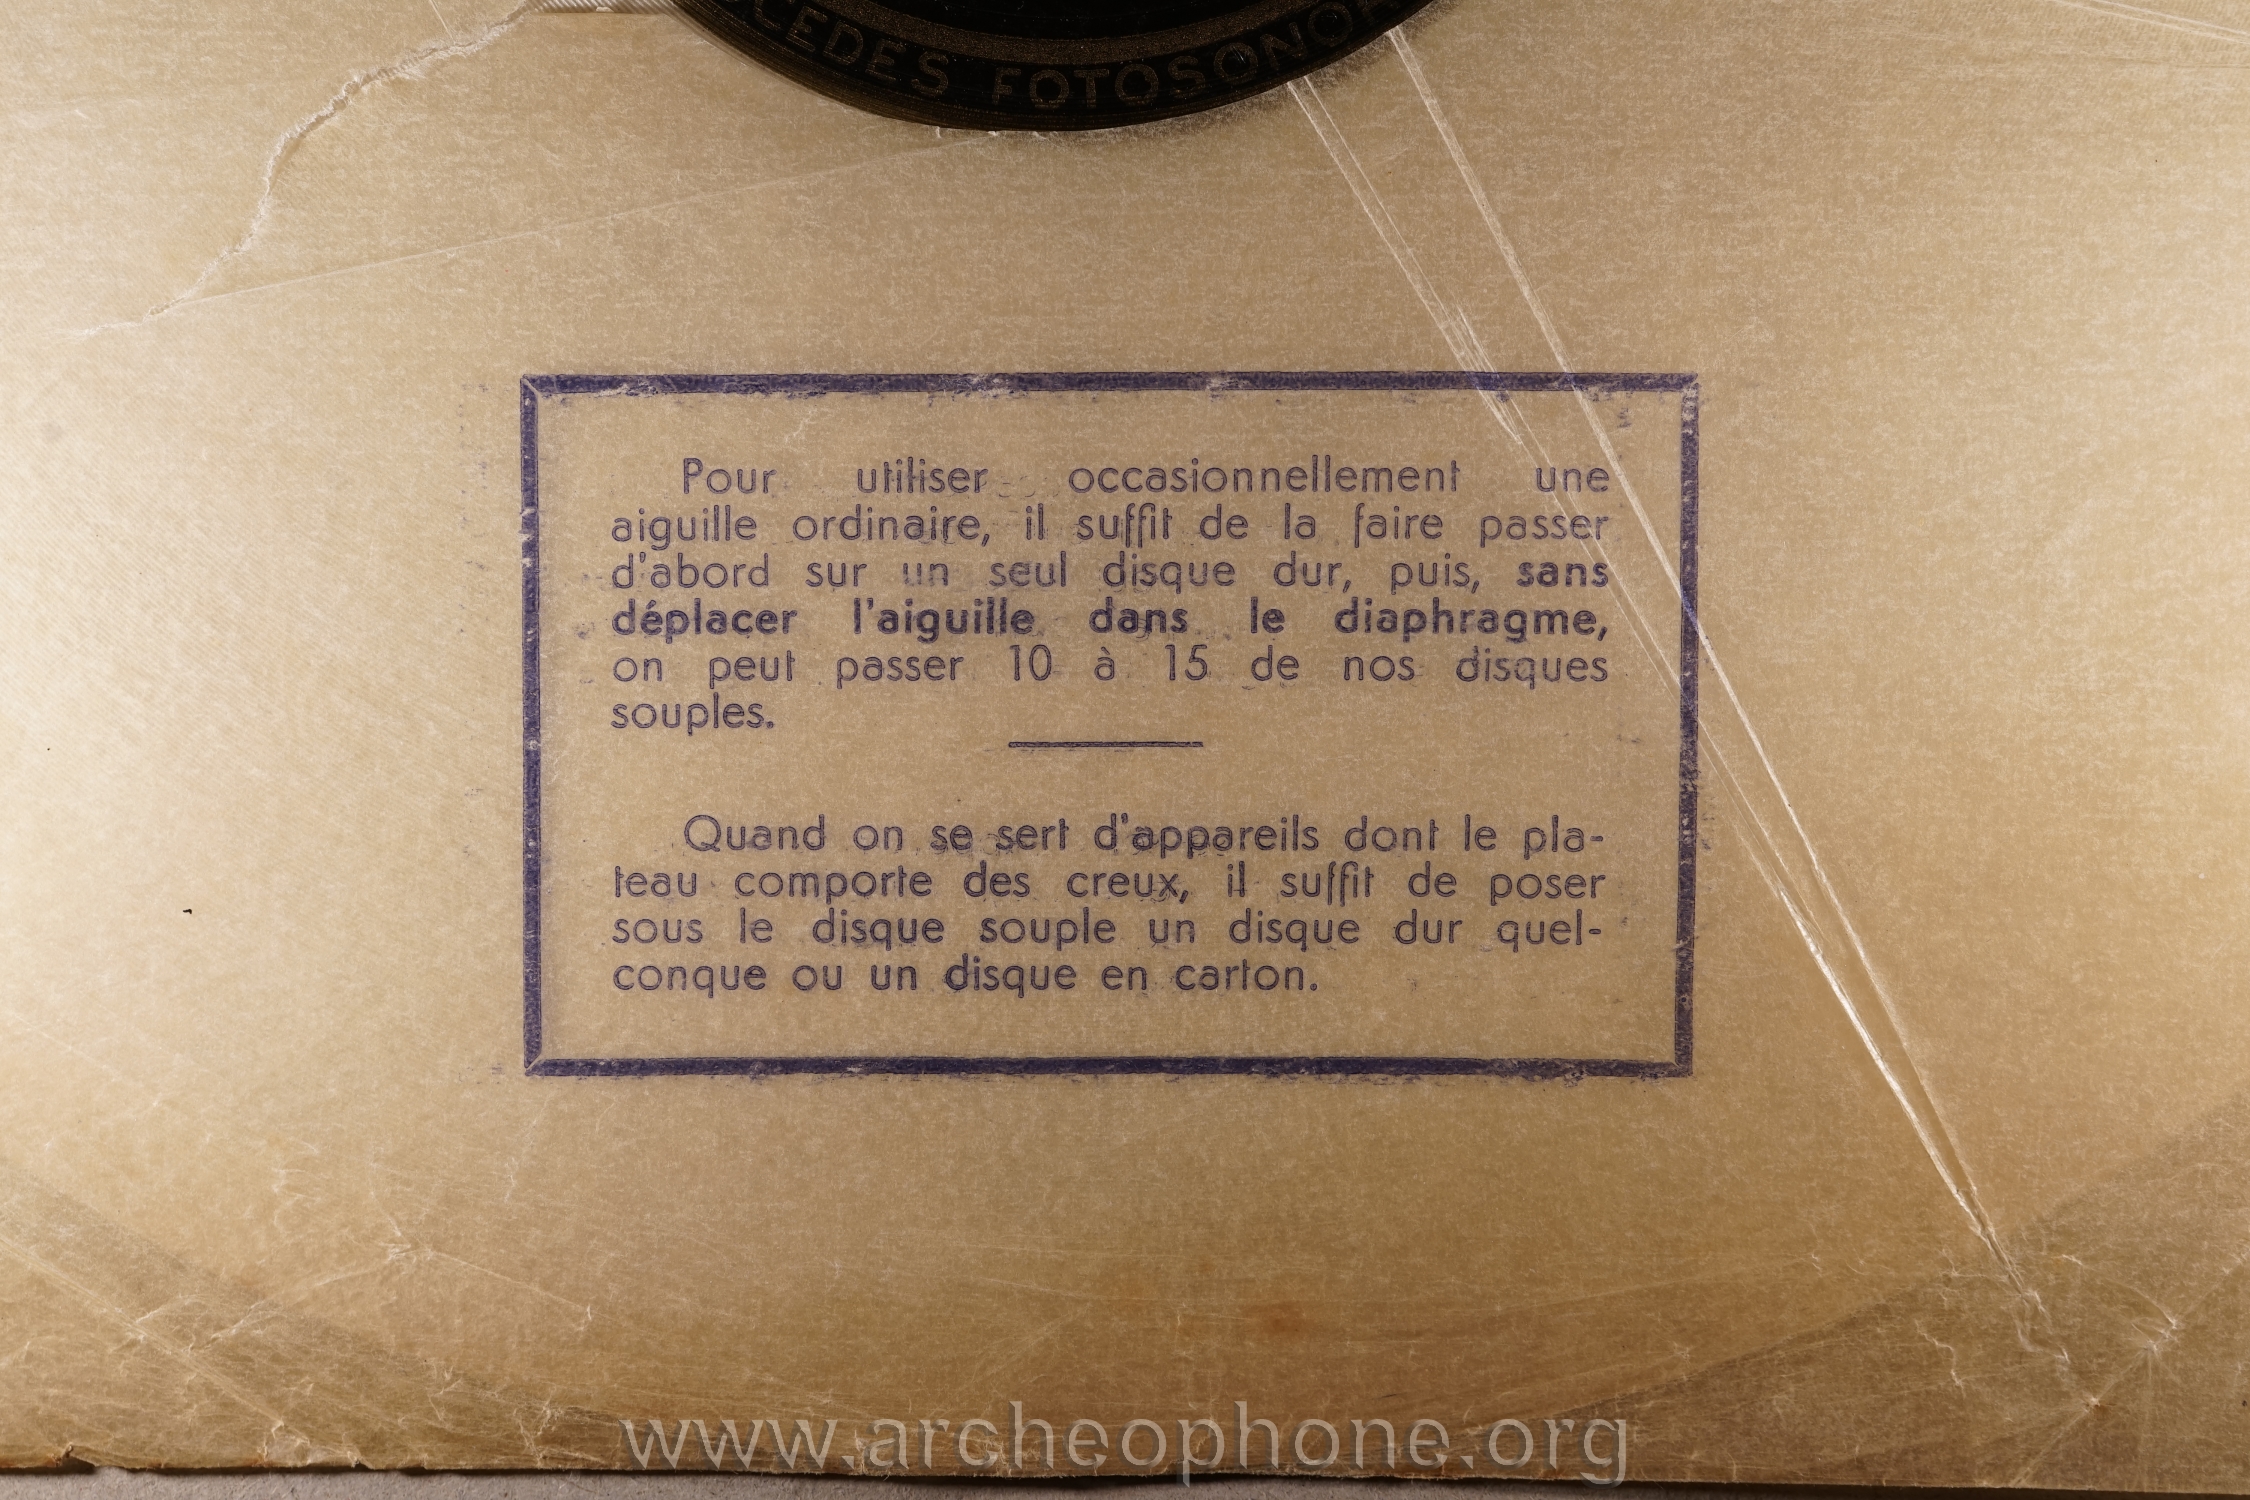 FOTOSONOR
Pour utiliser occasionnellement une
aiguille ordinaire, il suffit de la faire passer
d'abord sur un seul disque dur, puis, sans
déplacer l'aiguille dans le diaphragme,
on peut passer 10 à 15 de nos disques
souples.
Quand on se sert d'appareils dont le pla-
teau comporte des creux, il suffit de poser
sous le disque souple un disque dur quel-
conque ou un disque en carton.
www.archeophone.org